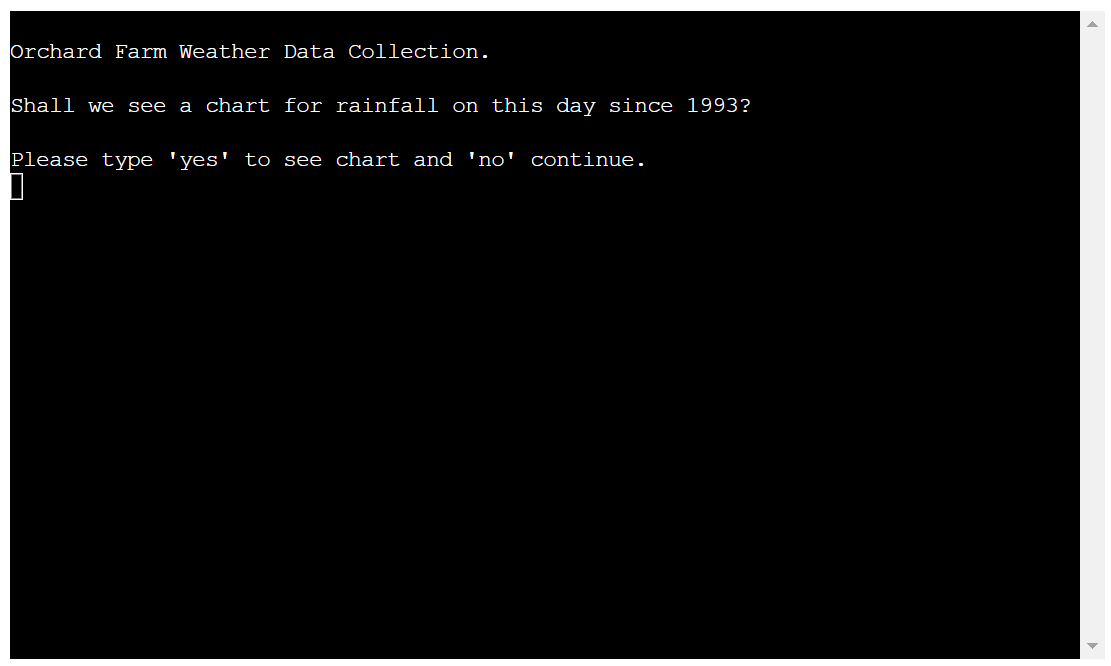 Orchard Farm Weather Data Collection.
Shall we see a chart for rainfall on this day since 1993?
Please type 'yes' to see chart and 'no' continue.